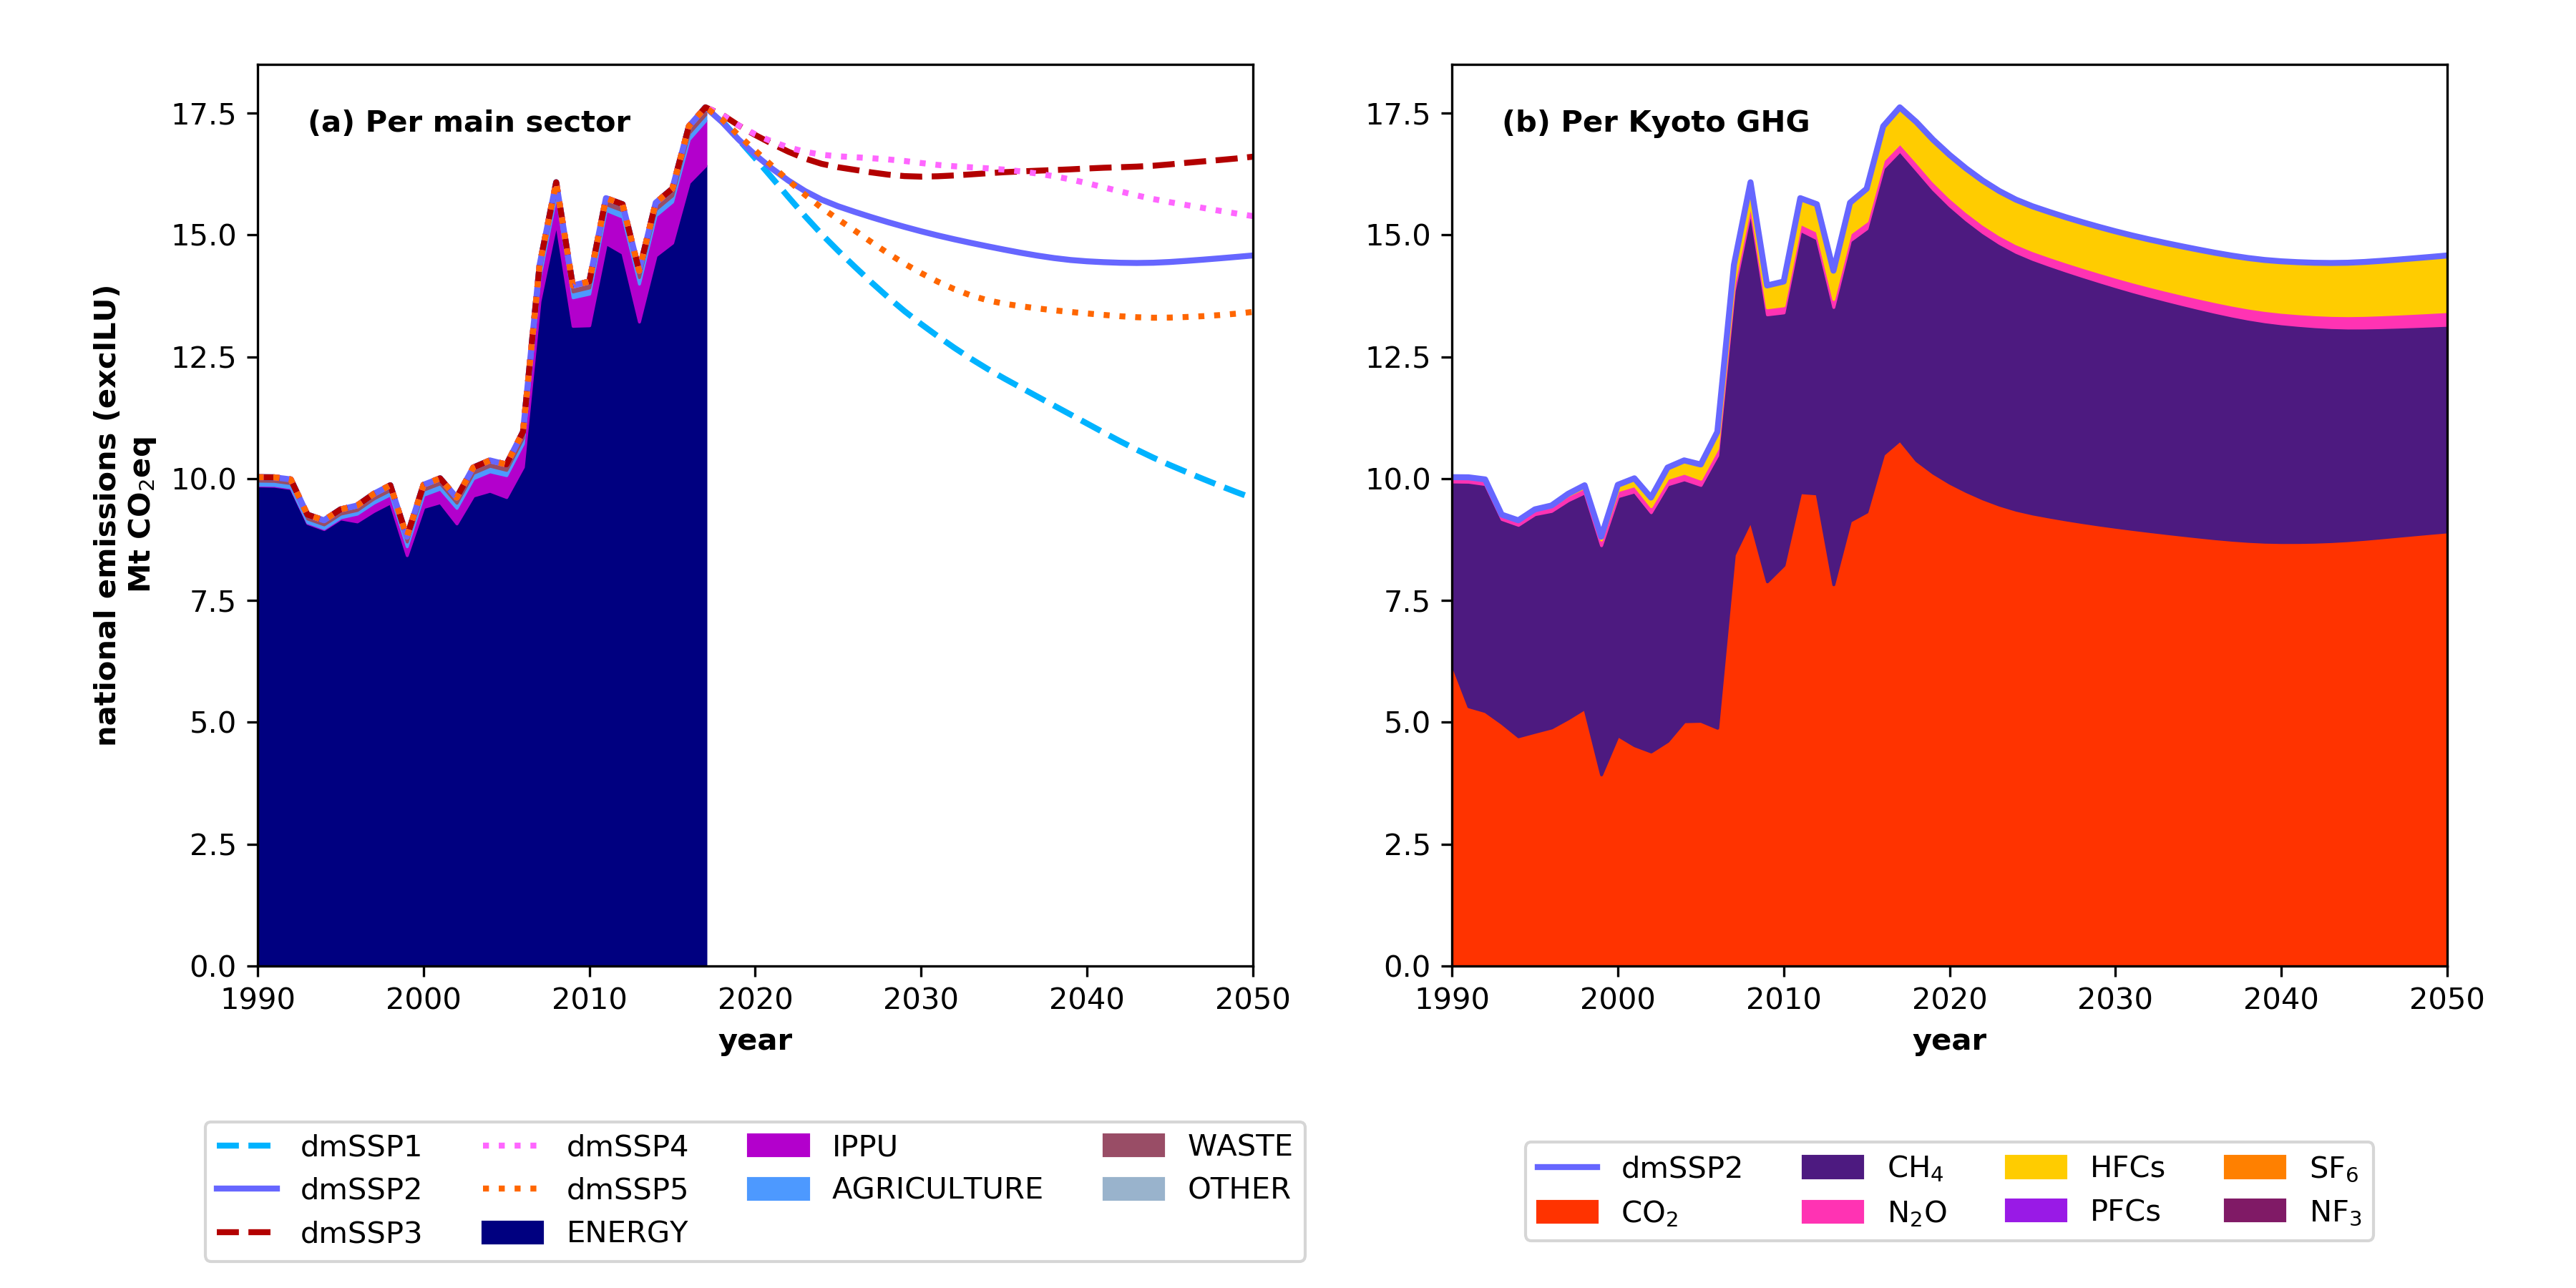 (a) Per main sector
17.5
15.0
12.5
10.0
7.5
5.0
2.5
0.0
national emissions (exclLU)
Mt CO₂eq
1990 2000 2010 2020 2030 2040 2050
year
dmSSP1 dmSSP4 IPPU WASTE
dmSSP2 dmSSP5 AGRICULTURE OTHER
dmSSP3 ENERGY
(b) Per Kyoto GHG
17.5
15.0
12.5
10.0
7.5
5.0
2.5
0.0
1990 2000 2010 2020 2030 2040 2050
year
dmSSP2 CH₄ HFCs SF₆
CO₂ N₂O PFCs NF₃